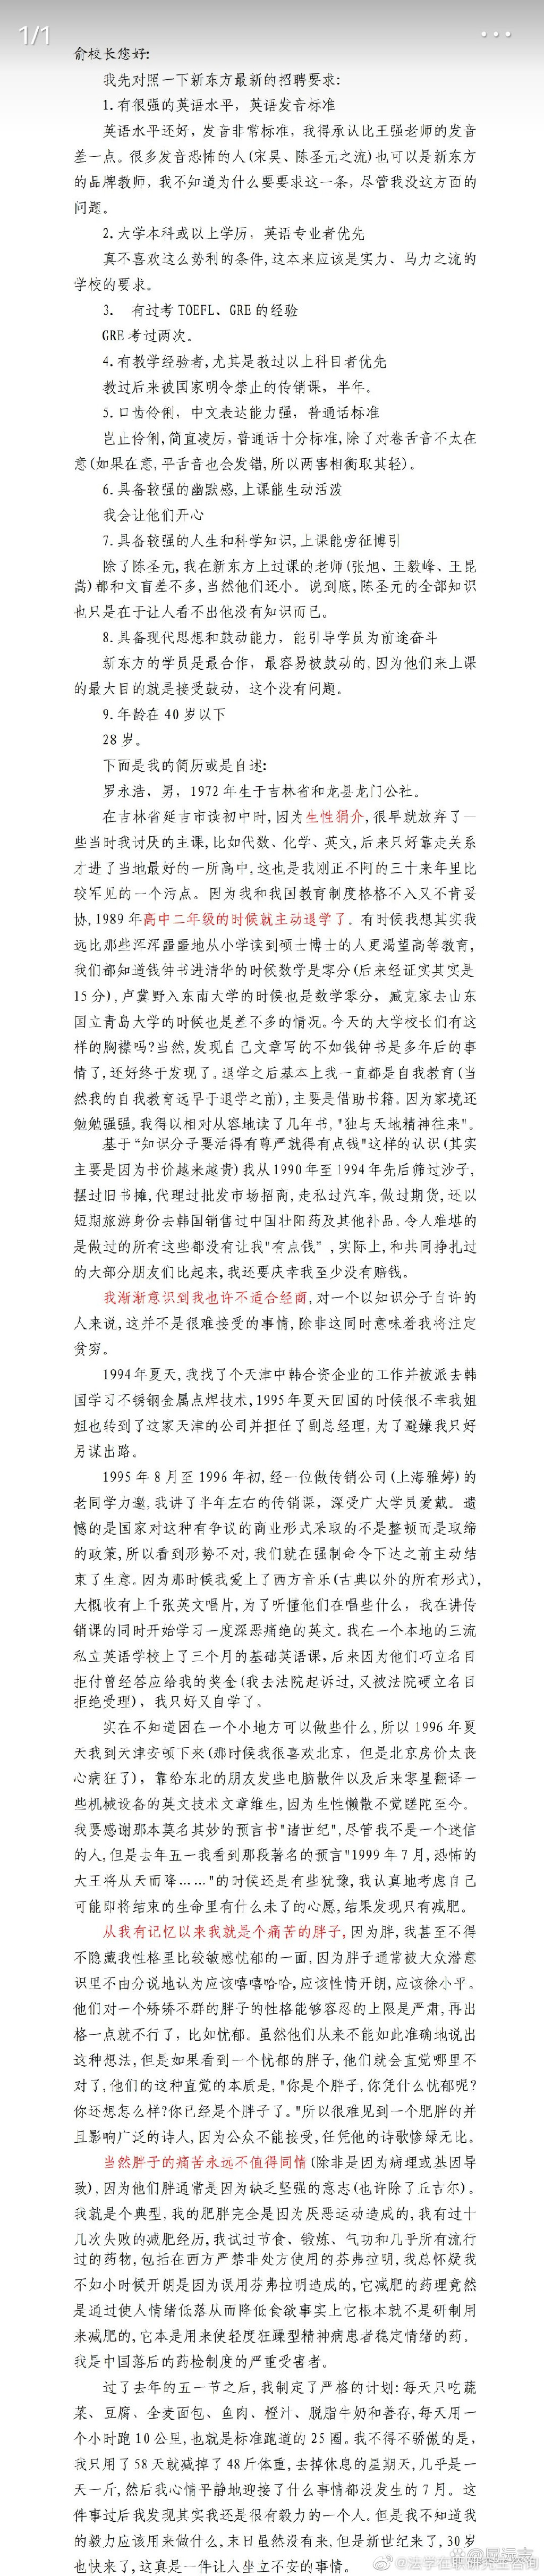 1/1
俞校长您好:
我先对照一下新东方最新的招聘要求:
1. 有很强的英语水平，英语发音标准
英语水平还好，发音非常标准，我得承认比王强老师的发音
差一点。很多发音恐怖的人(宋昊、陈圣元之流)也可以是新东方
的品牌教师，我不知道为什么要要求这一条，尽管我没这方面的
问题。
2. 大学本科或以上学历，英语专业者优先
真不喜欢这么势利的条件,这本来应该是实力、马力之流的
学校的要求。
3. 有过考 TOEFL、GRE 的经验
GRE 考过两次。
4. 有教学经验者,尤其是教过以上科目者优先
教过后来被国家明令禁止的传销课，半年。
5. 口齿伶俐，中文表达能力强，普通话标准
岂止伶俐,简直凌厉，普通话十分标准,除了对卷舌音不太在
意(如果在意,平舌音也会发错,所以两害相衡取其轻)。
6. 具备较强的幽默感,上课能生动活泼
我会让他们开心
7. 具备较强的人生和科学知识,上课能旁征博引
除了陈圣元,我在新东方上过课的老师(张旭、王毅峰、王昆
嵩)都和文盲差不多,当然他们还小。说到底,陈圣元的全部知识
也只是在于让人看不出他没有知识而已。
8. 具备现代思想和鼓动能力，能引导学员为前途奋斗
新东方的学员是最合作，最容易被鼓动的,因为他们来上课
的最大目的就是接受鼓动，这个没有问题。
9. 年龄在 40 岁以下
28 岁。
下面是我的简历或是自述:
罗永浩，男，1972 年生于吉林省和龙县龙门公社。
在吉林省延吉市读初中时,因为生性狷介,很早就放弃了一
些当时我讨厌的主课,比如代数、化学、英文,后来只好靠走关系
才进了当地最好的一所高中,这也是我刚正不阿的三十来年里比
较罕见的一个污点。因为我和我国教育制度格格不入又不肯妥
协,1989 年高中二年级的时候就主动退学了。有时候我想其实我
远比那些浑浑噩噩地从小学读到硕士博士的人更渴望高等教育,
我们都知道钱钟书进清华的时候数学是零分(后来经证实其实是
15 分),卢冀野入东南大学的时候也是数学零分，臧克家去山东
国立青岛大学的时候也是差不多的情况。今天的大学校长们有这
样的胸襟吗?当然,发现自己文章写的不如钱钟书是多年后的事
情了,还好终于发现了。退学之后基本上我一直都是自我教育(当
然我的自我教育远早于退学之前),主要是借助书籍。因为家境还
勉勉强强,我得以相对从容地读了几年书,"独与天地精神往来"。
基于“知识分子要活得有尊严就得有点钱"这样的认识(其实
主要是因为书价越来越贵)我从1990年至1994年先后筛过沙子,
摆过旧书摊,代理过批发市场招商,走私过汽车,做过期货,还以
短期旅游身份去韩国销售过中国壮阳药及其他补品。令人难堪的
是做过的所有这些都没有让我"有点钱”,实际上,和共同挣扎过
的大部分朋友们比起来,我还要庆幸我至少没有赔钱。
我渐渐意识到我也许不适合经商,对一个以知识分子自许的
人来说,这并不是很难接受的事情,除非这同时意味着我将注定
贫穷。
1994年夏天,我找了个天津中韩合资企业的工作并被派去韩
国学习不锈钢金属点焊技术,1995年夏天回国的时候很不幸我姐
姐也转到了这家天津的公司并担任了副总经理,为了避嫌我只好
另谋出路。
1995 年 8 月至 1996 年初,经一位做传销公司(上海雅婷)的
老同学力邀,我讲了半年左右的传销课，深受广大学员爱戴。遗
憾的是国家对这种有争议的商业形式采取的不是整顿而是取缔
的政策,所以看到形势不对,我们就在强制命令下达之前主动结
束了生意。因为那时候我爱上了西方音乐(古典以外的所有形式),
大概收有上千张英文唱片,为了听懂他们在唱些什么，我在讲传
销课的同时开始学习一度深恶痛绝的英文。我在一个本地的三流
私立英语学校上了三个月的基础英语课，后来因为他们巧立名目
拒付曾经答应给我的奖金(我去法院起诉过,又被法院硬立名目
拒绝受理)，我只好又自学了。
实在不知道困在一个小地方可以做些什么,所以 1996 年夏
天我到天津安顿下来(那时候我很喜欢北京，但是北京房价太丧
心病狂了)，靠给东北的朋友发些电脑散件以及后来零星翻译一
些机械设备的英文技术文章维生,因为生性懒散不觉蹉跎至今。
我要感谢那本莫名其妙的预言书"诸世纪",尽管我不是一个迷信
的人,但是去年五一我看到那段著名的预言"1999 年 7 月,恐怖的
大王将从天而降……"的时候还是有些犹豫,我认真地考虑自己
可能即将结束的生命里有什么未了的心愿,结果发现只有减肥。
从我有记忆以来我就是个痛苦的胖子,因为胖,我甚至不得
不隐藏我性格里比较敏感忧郁的一面,因为胖子通常被大众潜意
识里不由分说地认为应该嘻嘻哈哈,应该性情开朗,应该徐小平。
他们对一个矫矫不群的胖子的性格能够容忍的上限是严肃,再出
格一点就不行了，比如忧郁。虽然他们从来不能如此准确地说出
这种想法,但是如果看到一个忧郁的胖子,他们就会直觉哪里不
对了,他们的这种直觉的本质是,"你是个胖子,你凭什么忧郁呢?
你还想怎么样?你已经是个胖子了。"所以很难见到一个肥胖的并
且影响广泛的诗人,因为公众不能接受,任凭他的诗歌惨绿无比。
当然胖子的痛苦永远不值得同情(除非是因为病理或基因导
致),因为他们胖通常是因为缺乏坚强的意志(也许除了丘吉尔)。
我就是个典型,我的肥胖完全是因为厌恶运动造成的,我有过十
几次失败的减肥经历,我试过节食、锻炼、气功和几乎所有流行
过的药物,包括在西方严禁非处方使用的芬弗拉明,我总怀疑我
不如小时候开朗是因为误用芬弗拉明造成的,它减肥的药理竟然
是通过使人情绪低落从而降低食欲事实上它根本就不是研制用
来减肥的,它本是用来使轻度狂躁型精神病患者稳定情绪的药。
我是中国落后的药检制度的严重受害者。
过了去年的五一节之后,我制定了严格的计划:每天只吃蔬
菜、豆腐、全麦面包、鱼肉、橙汁、脱脂牛奶和善存,每天用一
个小时跑 10 公里,也就是标准跑道的 25 圈。我不得不骄傲的是,
我只用了 58 天就减掉了 48 斤体重,去掉休息的星期天,几乎是一
天一斤,然后我心情平静地迎接了什么事情都没发生的 7 月。这
件事过后我发现其实我还是很有毅力的一个人。但是我不知道我
的毅力应该用来做什么,末日虽然没有来,但是新世纪来了,30 岁
也快来了,这真是一件让人坐立不安的事情。
@法学在职研究生咨询